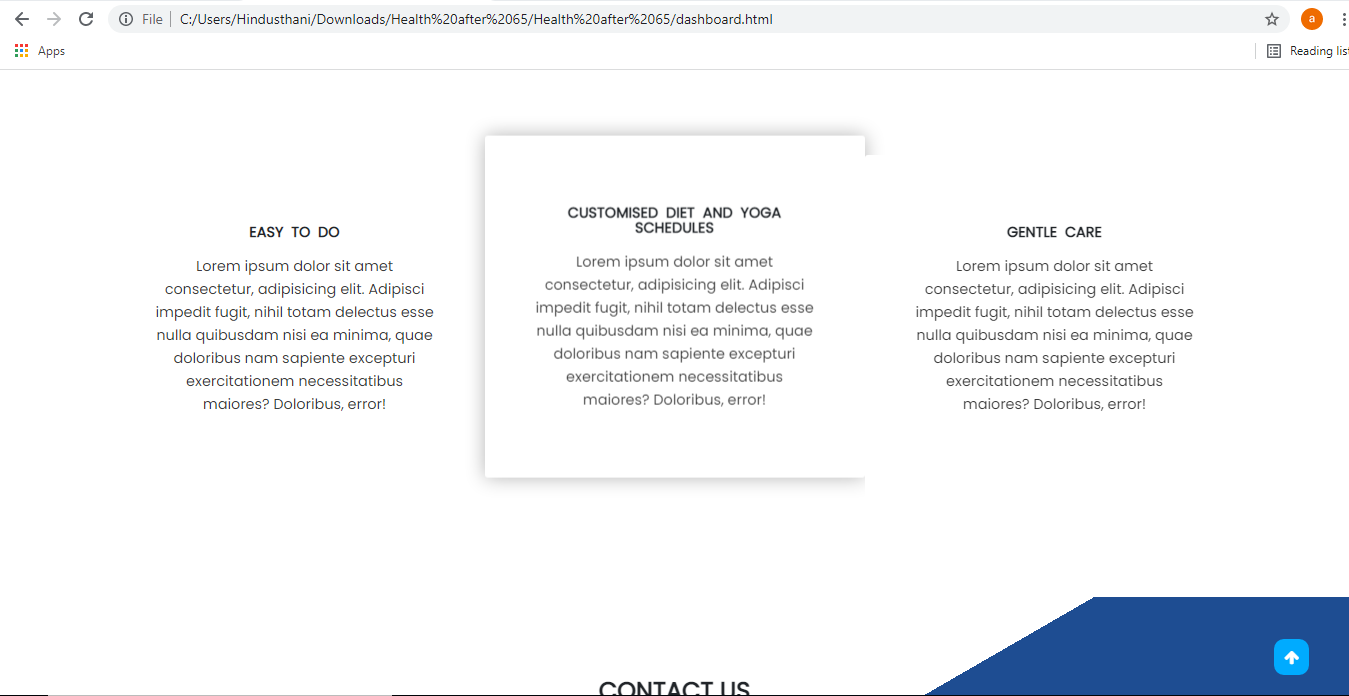 File
C:/Users/Hindusthani/Downloads/Health%20after%2065/Health%20after%2065/dashboard.html
a
Apps
Reading list
EASY TO DO
Lorem ipsum dolor sit amet
consectetur, adipisicing elit. Adipisci
impedit fugit, nihil totam delectus esse
nulla quibusdam nisi ea minima, quae
doloribus nam sapiente excepturi
exercitationem necessitatibus
maiores? Doloribus, error!
CUSTOMISED DIET AND YOGA
SCHEDULES
Lorem ipsum dolor sit amet
consectetur, adipisicing elit. Adipisci
impedit fugit, nihil totam delectus esse
nulla quibusdam nisi ea minima, quae
doloribus nam sapiente excepturi
exercitationem necessitatibus
maiores? Doloribus, error!
GENTLE CARE
Lorem ipsum dolor sit amet
consectetur, adipisicing elit. Adipisci
impedit fugit, nihil totam delectus esse
nulla quibusdam nisi ea minima, quae
doloribus nam sapiente excepturi
exercitationem necessitatibus
maiores? Doloribus, error!
CONTACT US